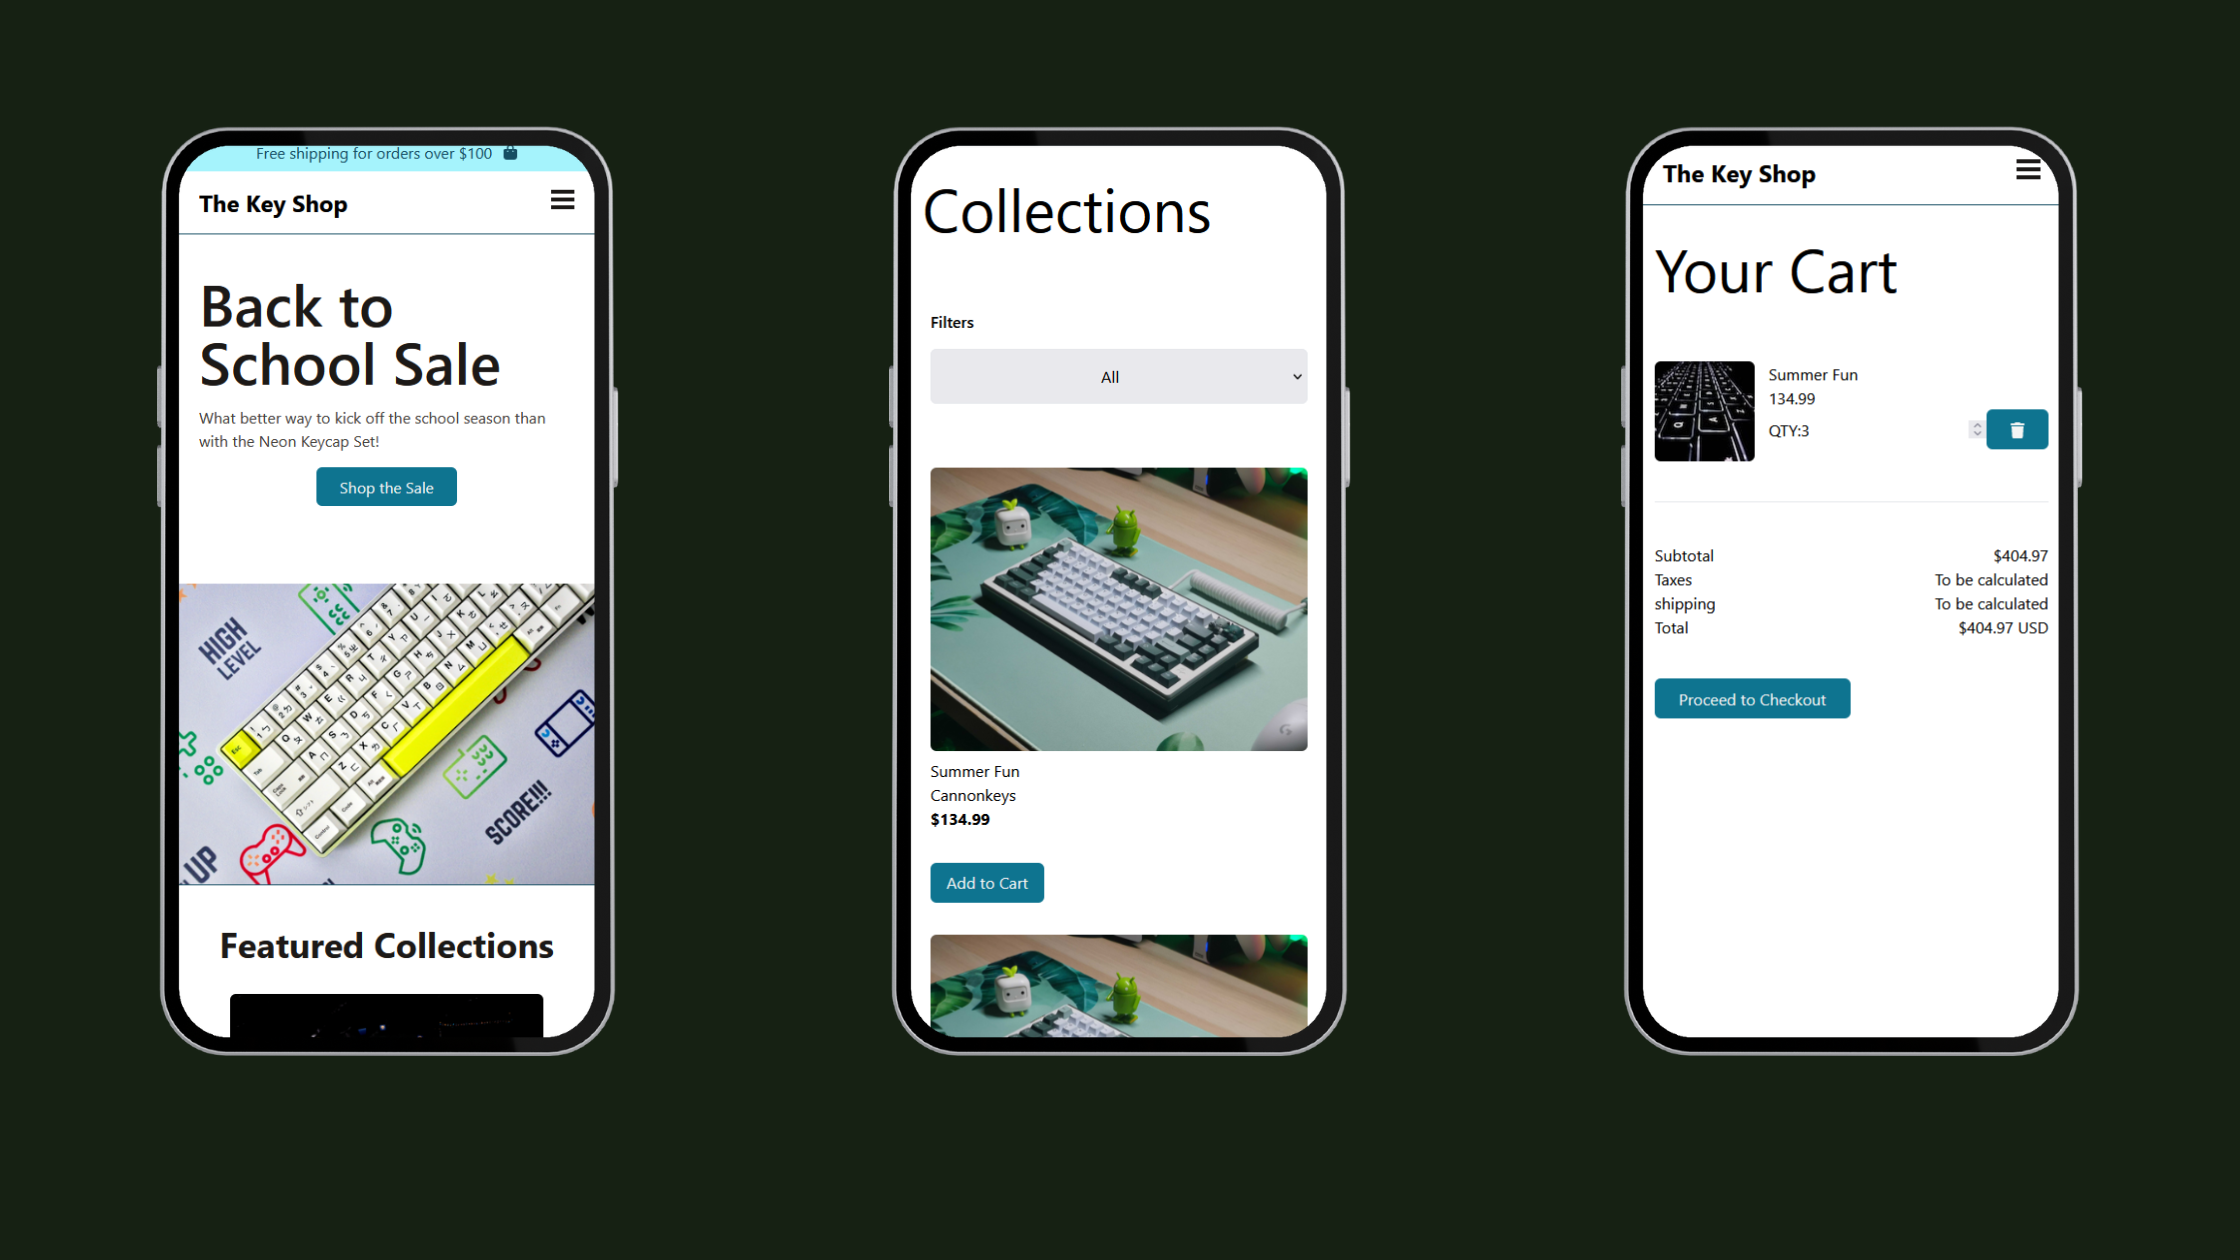 Free shipping for orders over $100
The Key Shop
Back to
School Sale
What better way to kick off the school season than
with the Neon Keycap Set!
Shop the Sale
HIGH
LEVEL
SCORE!!!
UP
Featured Collections
Collections
Filters
All
Summer Fun
Cannonkeys
$134.99
Add to Cart
The Key Shop
Your Cart
Summer Fun
134.99
QTY:3
Subtotal $404.97
Taxes To be calculated
shipping To be calculated
Total $404.97 USD
Proceed to Checkout